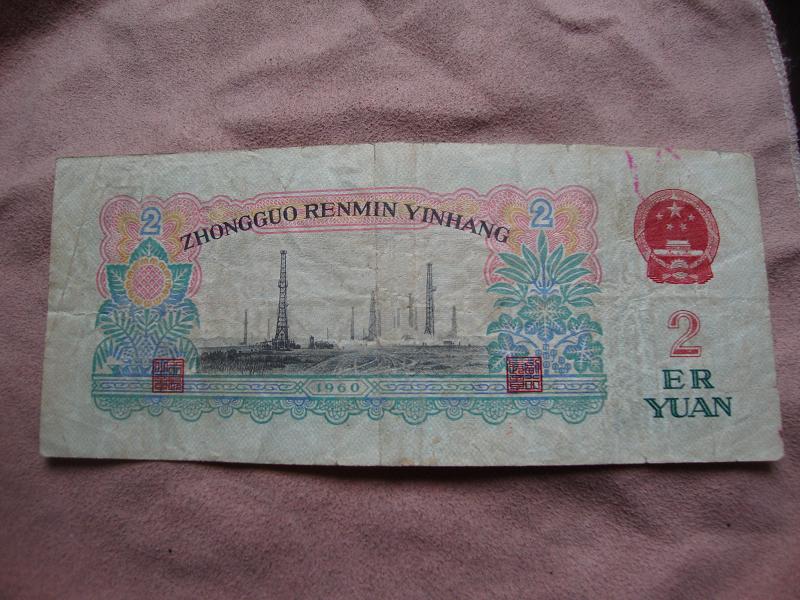 2
2
ZHONGGUO RENMIN YINHANG
2
ER
YUAN
1960